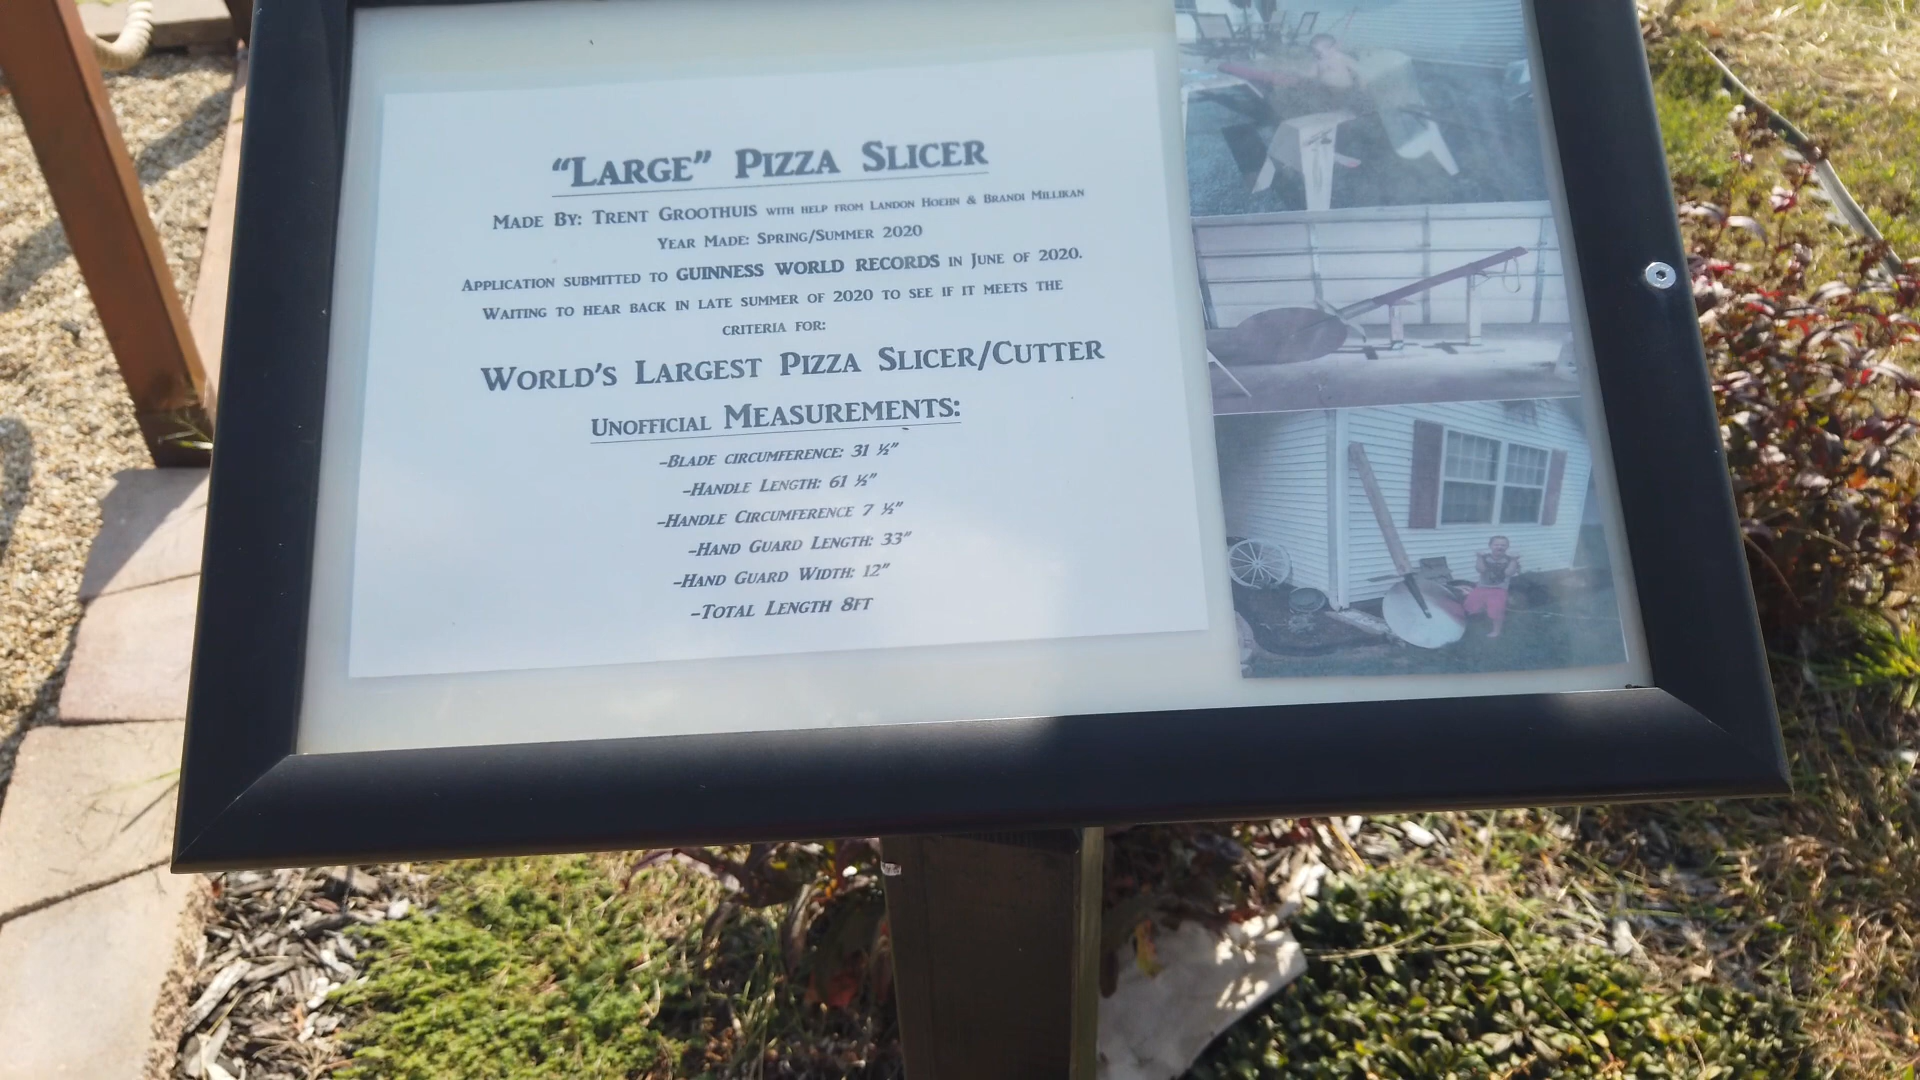 “Large” Pizza Slicer
Made By: Trent Groothuis with help from Landon Hoehn & Brandi Millikan
Year Made: Spring/Summer 2020
Application submitted to GUINNESS WORLD RECORDS in June of 2020.
Waiting to hear back in late summer of 2020 to see if it meets the
criteria for:
World’s Largest Pizza Slicer/Cutter
Unofficial Measurements:
-Blade circumference: 31 ½”
-Handle Length: 61 ½”
-Handle Circumference 7 ½”
-Hand Guard Length: 33”
-Hand Guard Width: 12”
-Total Length 8ft